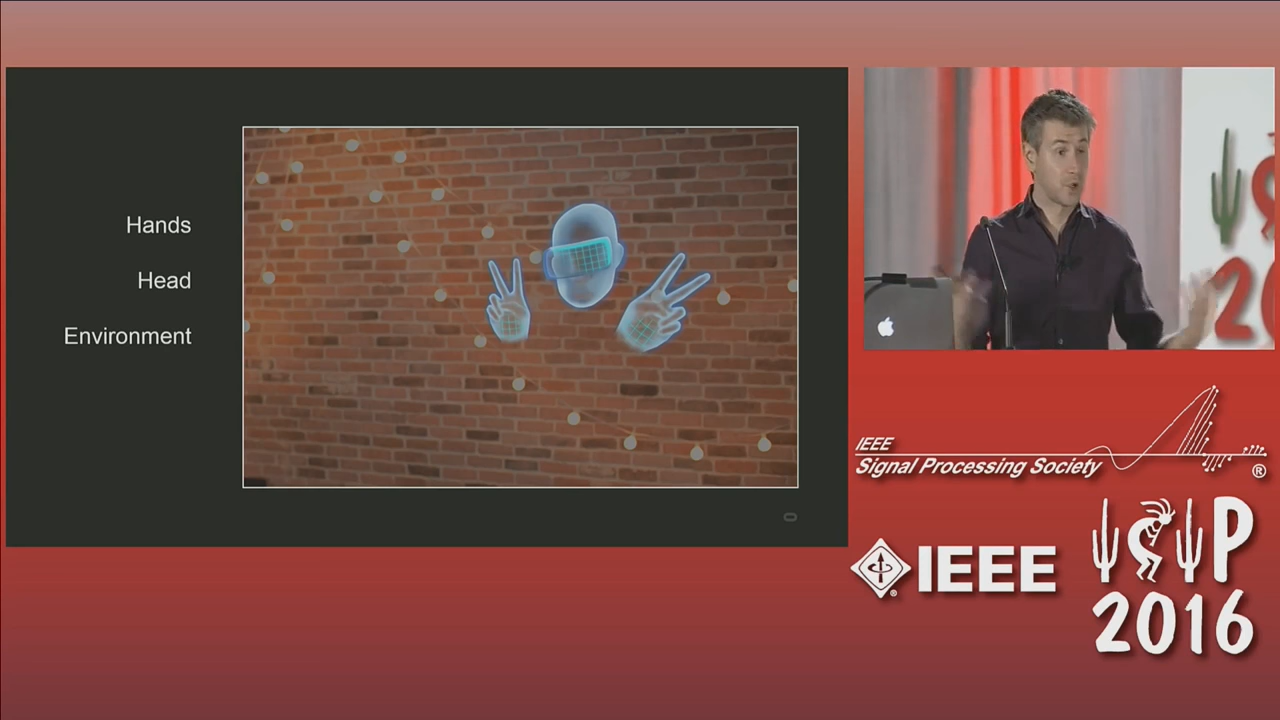 Hands
Head
Environment
IEEE
Signal Processing Society
®
IEEE
ICIP
2016